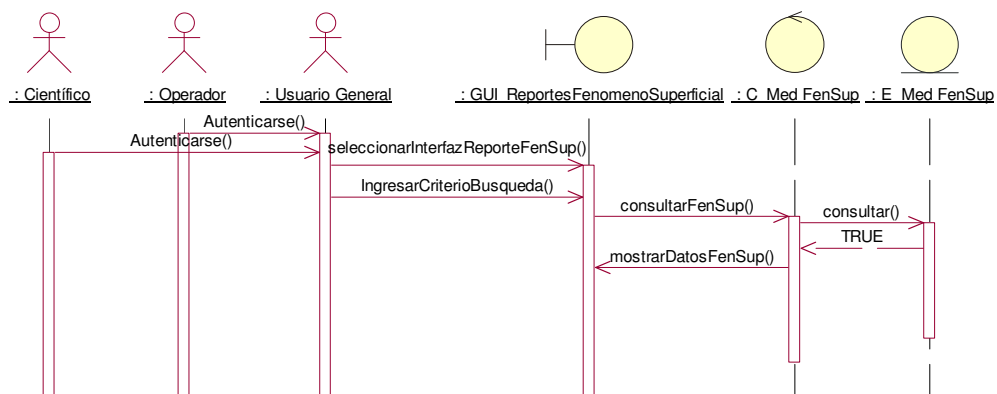 : Científico
: Operador
: Usuario General
: GUI_ReportesFenomenoSuperficial
: C_Med FenSup
: E_Med FenSup
Autenticarse()
Autenticarse()
seleccionarInterfazReporteFenSup()
IngresarCriterioBusqueda()
consultarFenSup()
consultar()
TRUE
mostrarDatosFenSup()